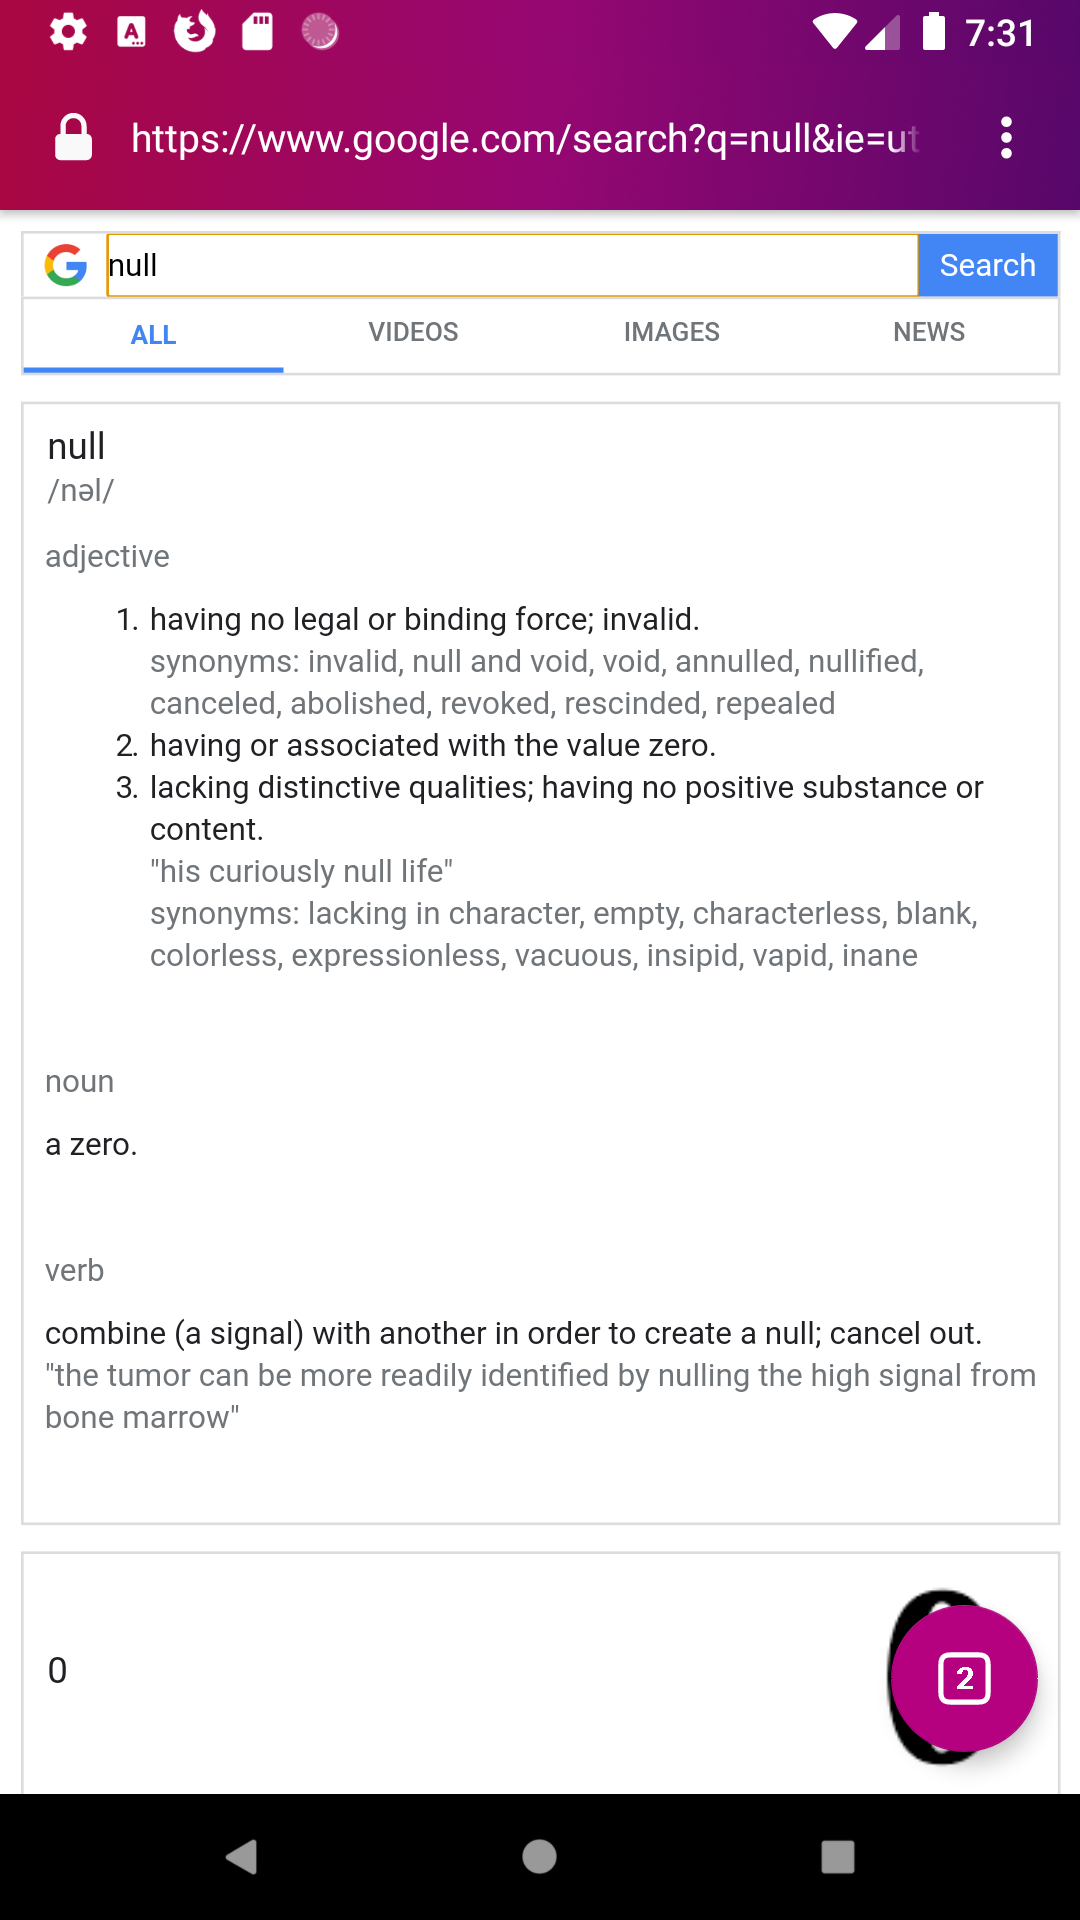 7:31
https://www.google.com/search?q=null&ie=ut
null
Search
ALL VIDEOS IMAGES NEWS
null
/nəl/
adjective
1. having no legal or binding force; invalid.
synonyms: invalid, null and void, void, annulled, nullified,
canceled, abolished, revoked, rescinded, repealed
2. having or associated with the value zero.
3. lacking distinctive qualities; having no positive substance or
content.
"his curiously null life"
synonyms: lacking in character, empty, characterless, blank,
colorless, expressionless, vacuous, insipid, vapid, inane
noun
a zero.
verb
combine (a signal) with another in order to create a null; cancel out.
"the tumor can be more readily identified by nulling the high signal from
bone marrow"
0
2